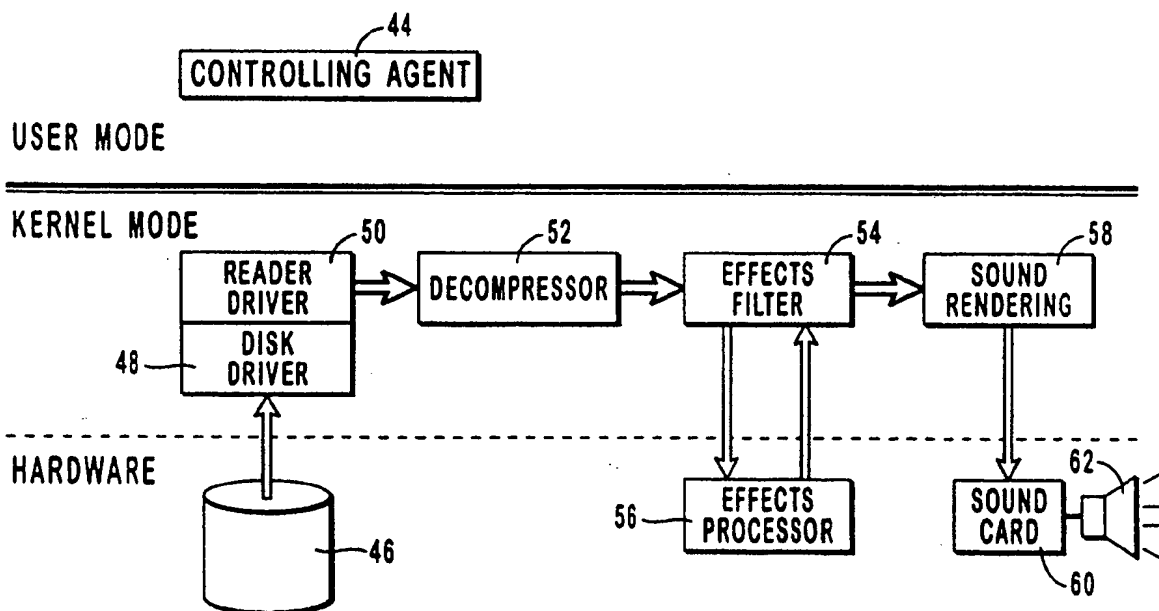 44
CONTROLLING AGENT
USER MODE
KERNEL MODE
50
52
54
58
READER
DRIVER
DECOMPRESSOR
EFFECTS
FILTER
SOUND
RENDERING
48
DISK
DRIVER
HARDWARE
46
56
EFFECTS
PROCESSOR
SOUND
CARD
62
60